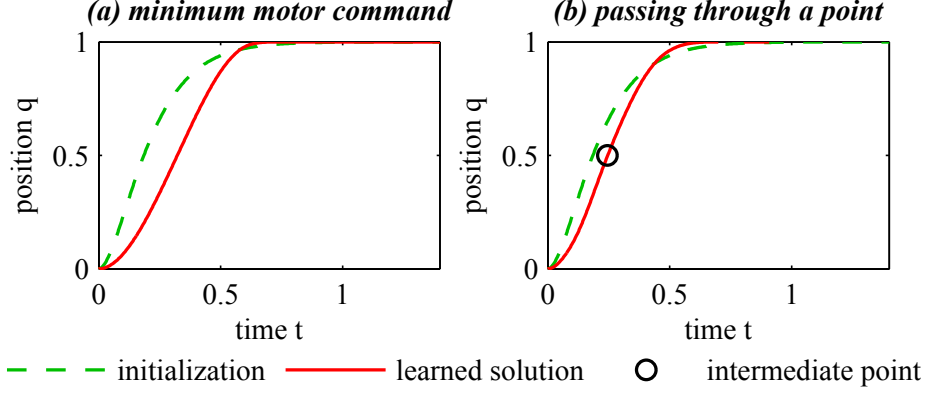 (a) minimum motor command
(b) passing through a point
1
0.5
0
position q
0
0.5
1
time t
1
0.5
0
position q
0
0.5
1
time t
initialization
learned solution
intermediate point